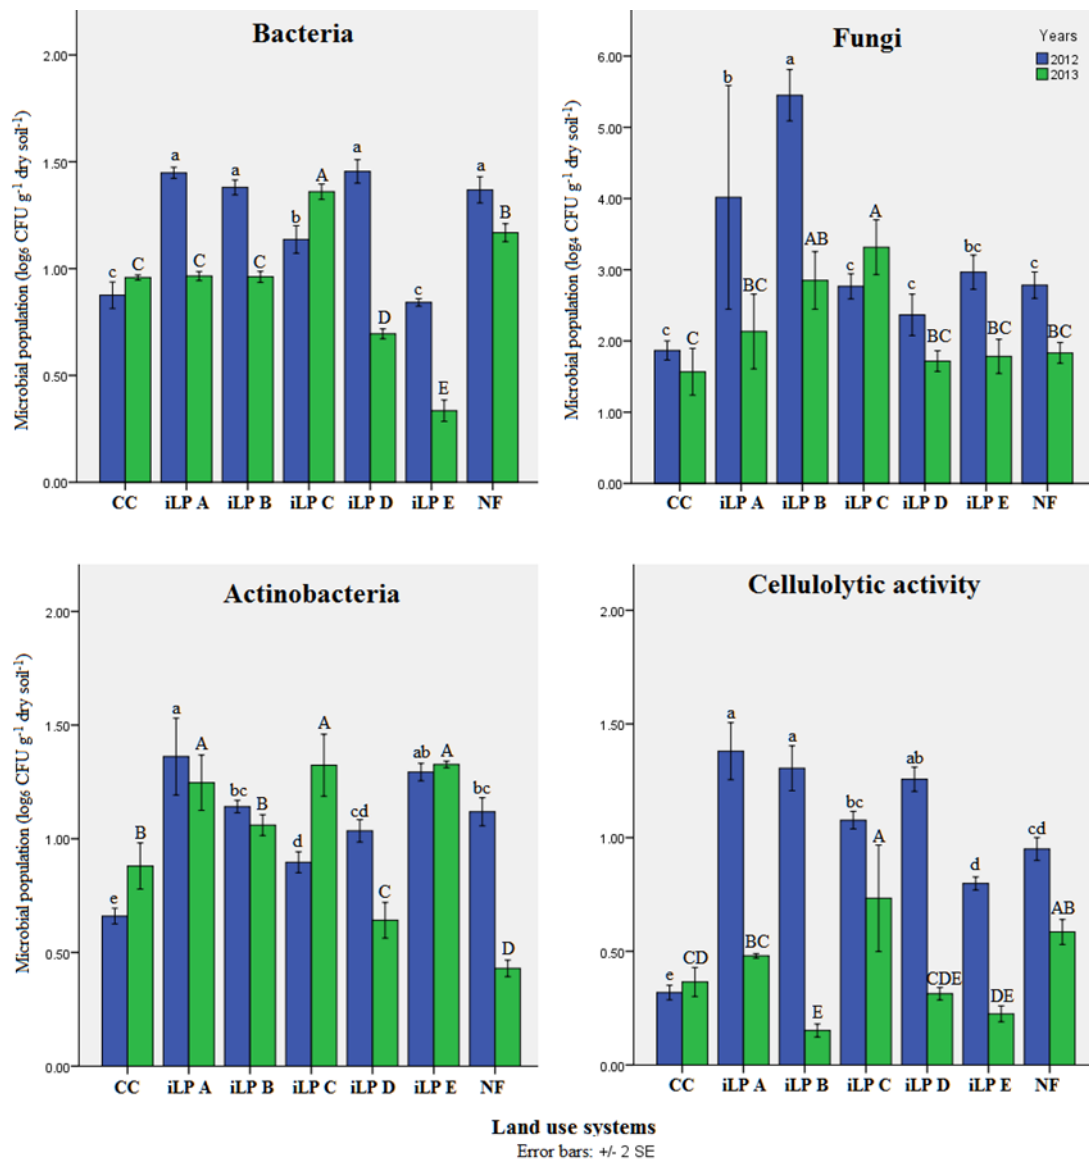 Bacteria
Microbial population (log₆ CFU g⁻¹ dry soil⁻¹)
2.00
1.50
1.00
0.50
0.00
c C a C a C b A a D c E a B
CC iLP A iLP B iLP C iLP D iLP E NF
Fungi
Years
2012
2013
Microbial population (log₄ CFU g⁻¹ dry soil⁻¹)
6.00
5.00
4.00
3.00
2.00
1.00
0.00
c C b BC a AB c A c BC bc BC c BC
CC iLP A iLP B iLP C iLP D iLP E NF
Actinobacteria
Microbial population (log₆ CFU g⁻¹ dry soil⁻¹)
2.00
1.50
1.00
0.50
0.00
e B a A bc B d A cd C ab A bc D
CC iLP A iLP B iLP C iLP D iLP E NF
Cellulolytic activity
2.00
1.50
1.00
0.50
0.00
e CD a BC a E bc A ab CDE d DE cd AB
CC iLP A iLP B iLP C iLP D iLP E NF
Land use systems
Error bars: +/- 2 SE